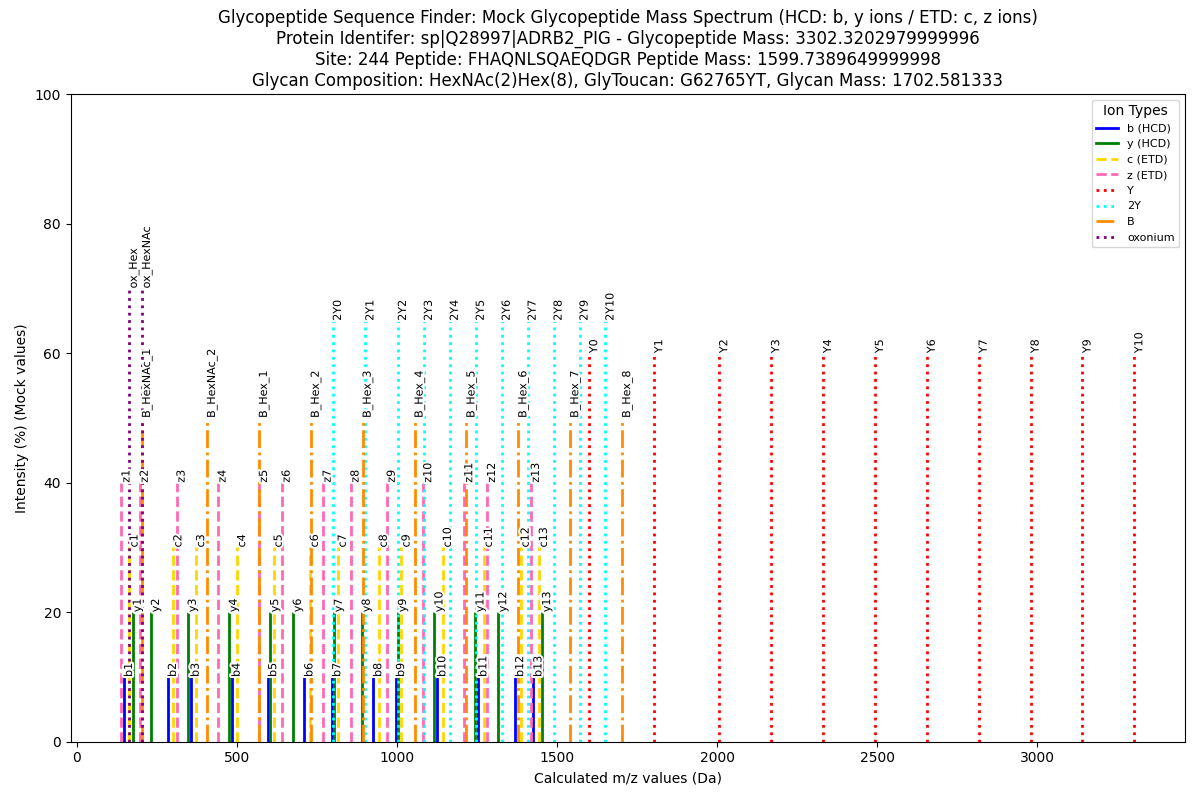 Glycopeptide Sequence Finder: Mock Glycopeptide Mass Spectrum (HCD: b, y ions / ETD: c, z ions)
Protein Identifer: sp|Q28997|ADRB2_PIG - Glycopeptide Mass: 3302.3202979999996
Site: 244 Peptide: FHAQNLSQAEQDGR Peptide Mass: 1599.7389649999998
Glycan Composition: HexNAc(2)Hex(8), GlyToucan: G62765YT, Glycan Mass: 1702.581333
Intensity (%) (Mock values)
100
80
60
40
20
0
Ion Types
b (HCD)
y (HCD)
c (ETD)
z (ETD)
Y
2Y
B
oxonium
ox_Hex
ox_HexNAc
2Y0
2Y1
2Y2
2Y3
2Y4
2Y5
2Y6
2Y7
2Y8
2Y9
2Y10
Y0
Y1
Y2
Y3
Y4
Y5
Y6
Y7
Y8
Y9
Y10
B_HexNAc_1
B_HexNAc_2
B_Hex_1
B_Hex_2
B_Hex_3
B_Hex_4
B_Hex_5
B_Hex_6
B_Hex_7
B_Hex_8
z1
z2
z3
z4
z5
z6
z7
z8
z9
z10
z11
z12
z13
c1
c2
c3
c4
c5
c6
c7
c8
c9
c10
c11
c12
c13
y1
y2
y3
y4
y5
y6
y7
y8
y9
y10
y11
y12
y13
b1
b2
b3
b4
b5
b6
b7
b8
b9
b10
b11
b12
b13
0
500
1000
1500
2000
2500
3000
Calculated m/z values (Da)